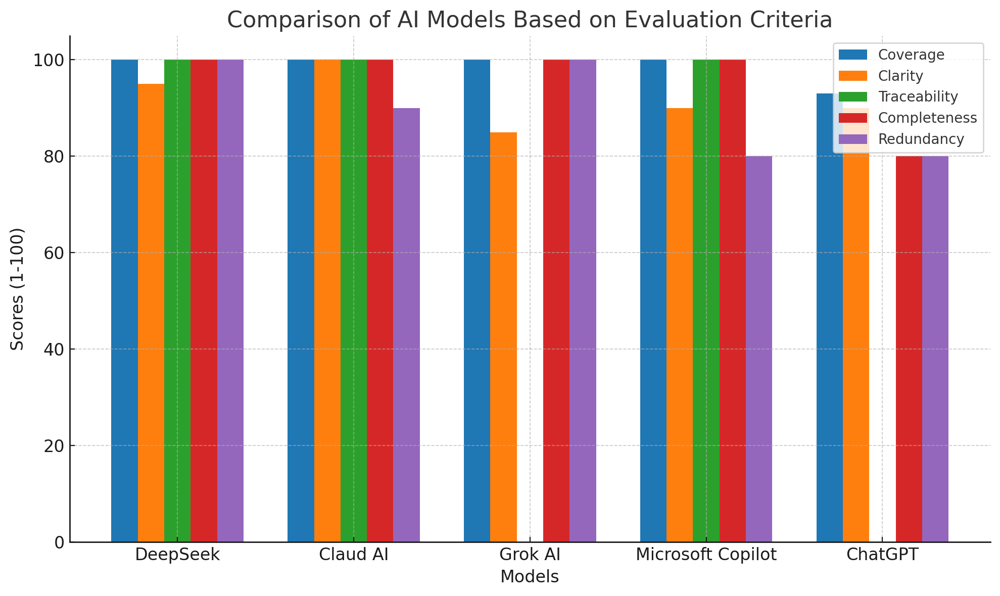 Comparison of AI Models Based on Evaluation Criteria
Scores (1-100)
100
80
60
40
20
0
Coverage
Clarity
Traceability
Completeness
Redundancy
DeepSeek
Claud AI
Grok AI
Microsoft Copilot
ChatGPT
Models